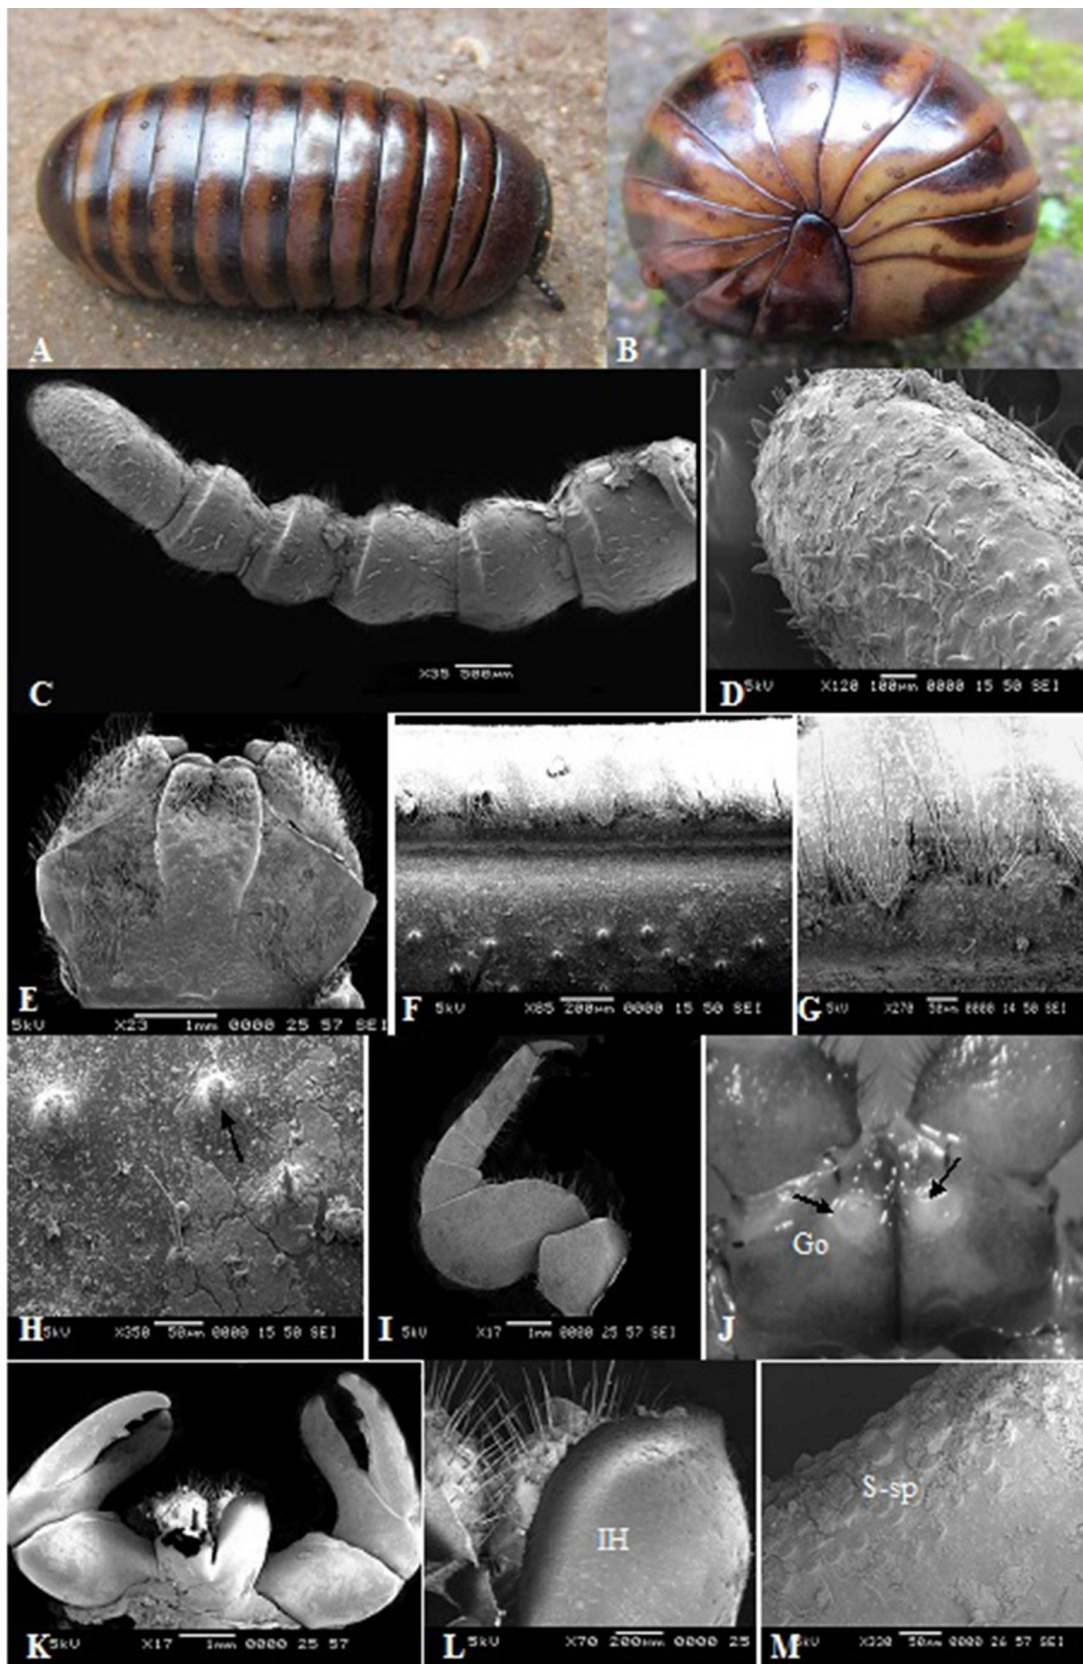 A
B
C
X35 500μm
D
5kV X120 100μm 0000 15 50 SEI
E
5kV X23 1mm 0000 25 57 SEI
F
5kV X85 200μm 0000 15 50 SEI
G
5kV X270 50μm 0000 14 50 SEI
H
5kV X350 50μm 0000 15 50 SEI
I
5kV X17 1mm 0000 25 57 SEI
Go
J
K
5kV X17 1mm 0000 25 57
IH
L
5kV X70 200μm 0000 25
S-sp
M
5kV X330 50μm 0000 26 57 SEI